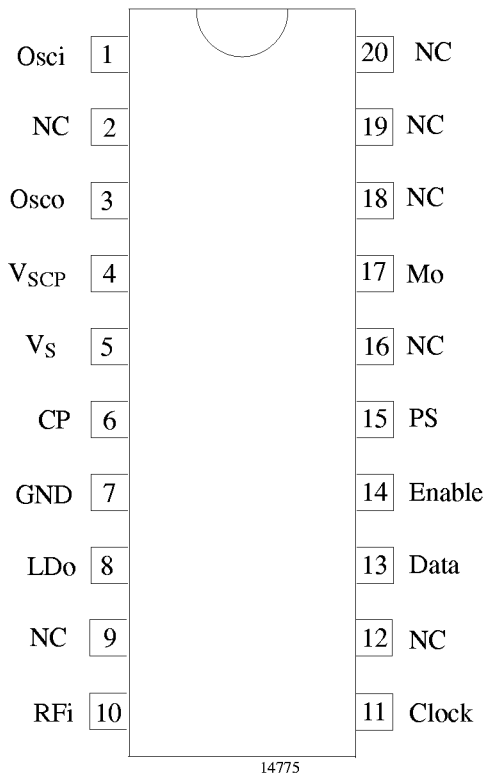 Osci 1 20 NC
NC 2 19 NC
Osco 3 18 NC
VSCP 4 17 Mo
VS 5 16 NC
CP 6 15 PS
GND 7 14 Enable
LDo 8 13 Data
NC 9 12 NC
RFi 10 11 Clock
14775